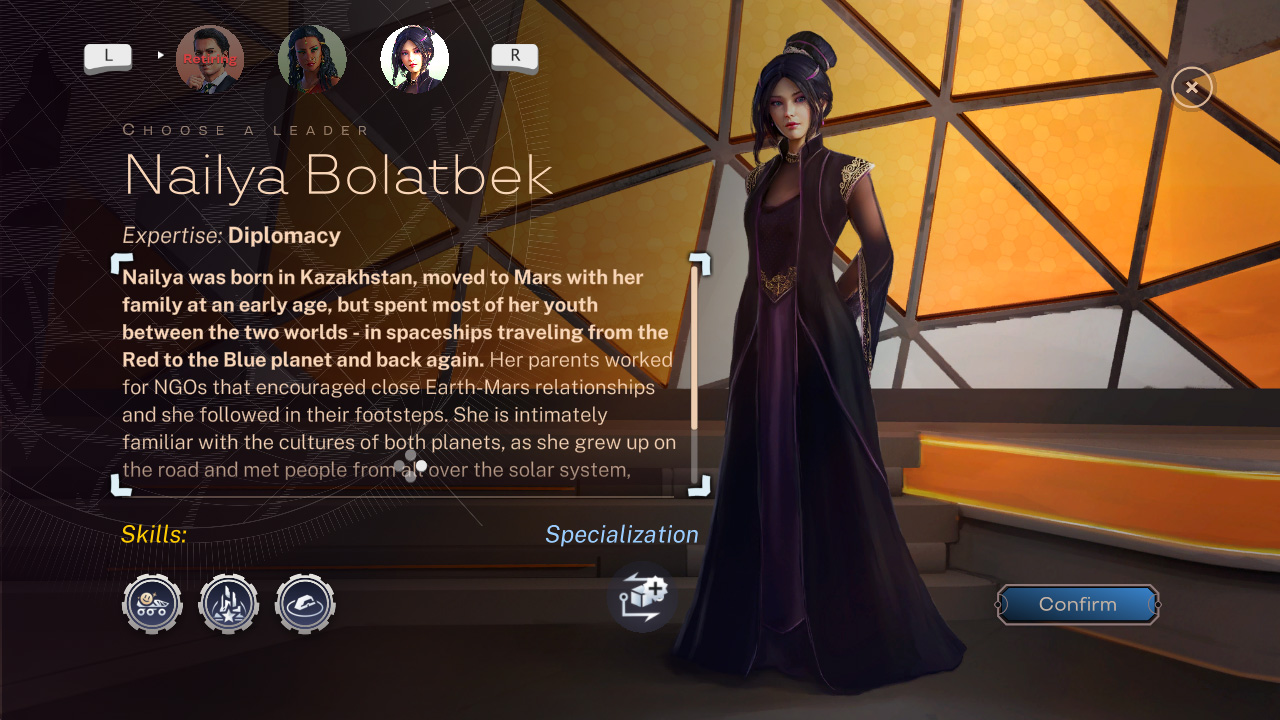 L
Retiring
R
CHOOSE A LEADER
Nailya Bolatbek
Expertise: Diplomacy
Nailya was born in Kazakhstan, moved to Mars with her
family at an early age, but spent most of her youth
between the two worlds - in spaceships traveling from the
Red to the Blue planet and back again. Her parents worked
for NGOs that encouraged close Earth-Mars relationships
and she followed in their footsteps. She is intimately
familiar with the cultures of both planets, as she grew up on
the road and met people from all over the solar system,
Skills:
Specialization
Confirm